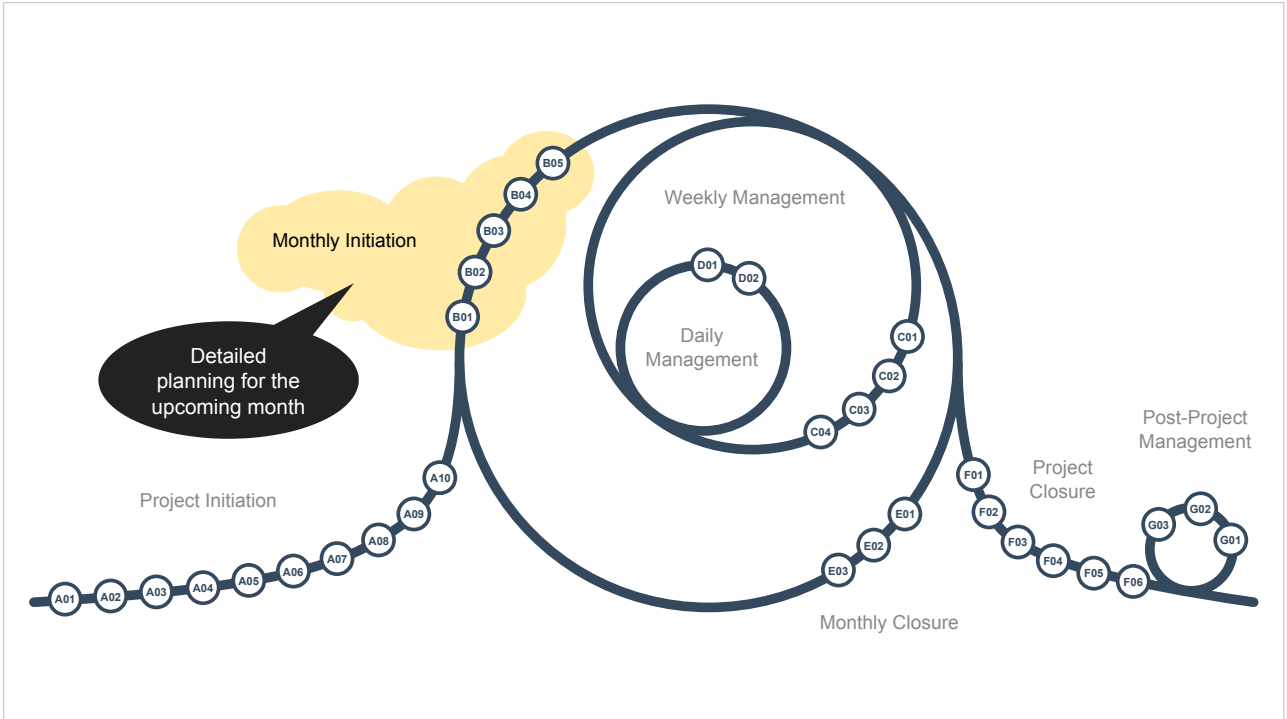 Project Initiation
A01
A02
A03
A04
A05
A06
A07
A08
A09
A10
Monthly Initiation
Detailed
planning for the
upcoming month
B01
B02
B03
B04
B05
Weekly Management
C01
C02
C03
C04
Daily
Management
D01
D02
Monthly Closure
E01
E02
E03
Project
Closure
F01
F02
F03
F04
F05
F06
Post-Project
Management
G01
G02
G03